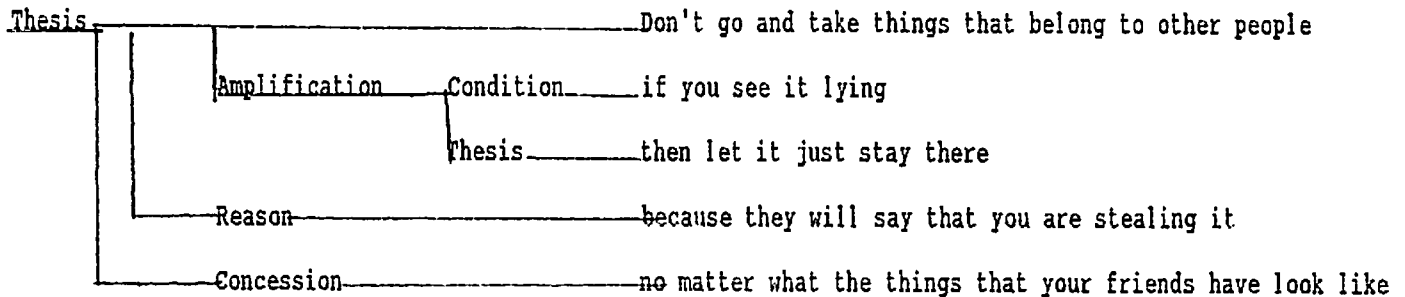 Thesis Don't go and take things that belong to other people
Amplification Condition if you see it lying
Thesis then let it just stay there
Reason because they will say that you are stealing it
Concession no matter what the things that your friends have look like